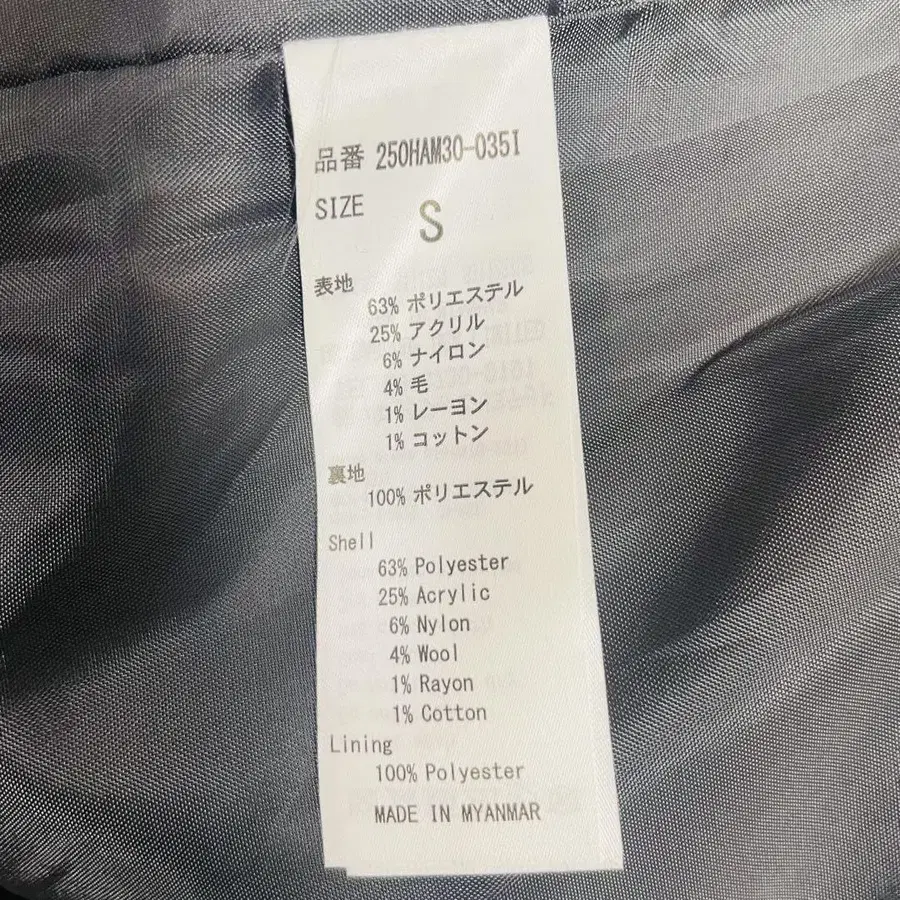 品番 250HAM30-035I
SIZE S
表地
63% ポリエステル
25% アクリル
6% ナイロン
4% 毛
1% レーヨン
1% コットン
裏地
100% ポリエステル
Shell
63% Polyester
25% Acrylic
6% Nylon
4% Wool
1% Rayon
1% Cotton
Lining
100% Polyester
MADE IN MYANMAR